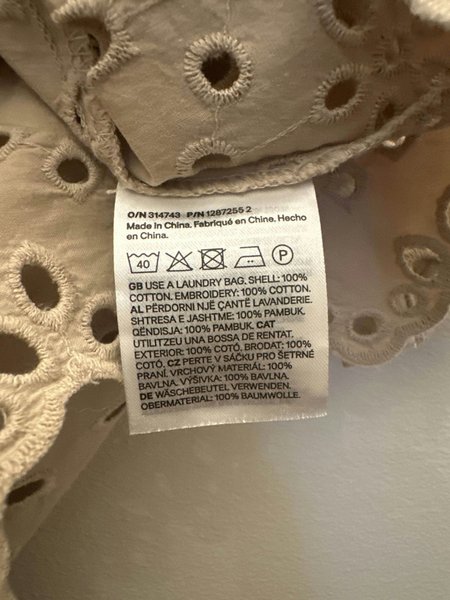 O/N 314743 P/N 1287255 2
Made in China. Fabriqué en Chine. Hecho
en China.
40
P
GB USE A LAUNDRY BAG. SHELL: 100%
COTTON. EMBROIDERY: 100% COTTON.
AL PËRDORNI NJË ÇANTË LAVANDERIE.
SHTRESA E JASHTME: 100% PAMBUK.
QËNDISJA: 100% PAMBUK. CAT
UTILITZEU UNA BOSSA DE RENTAT.
EXTERIOR: 100% COTÓ. BRODAT: 100%
COTÓ. CZ PERTE V SÁČKU PRO ŠETRNÉ
PRANÍ. VRCHOVÝ MATERIÁL: 100%
BAVLNA. VÝŠIVKA: 100% BAVLNA.
DE WÄSCHEBEUTEL VERWENDEN.
OBERMATERIAL: 100% BAUMWOLLE.